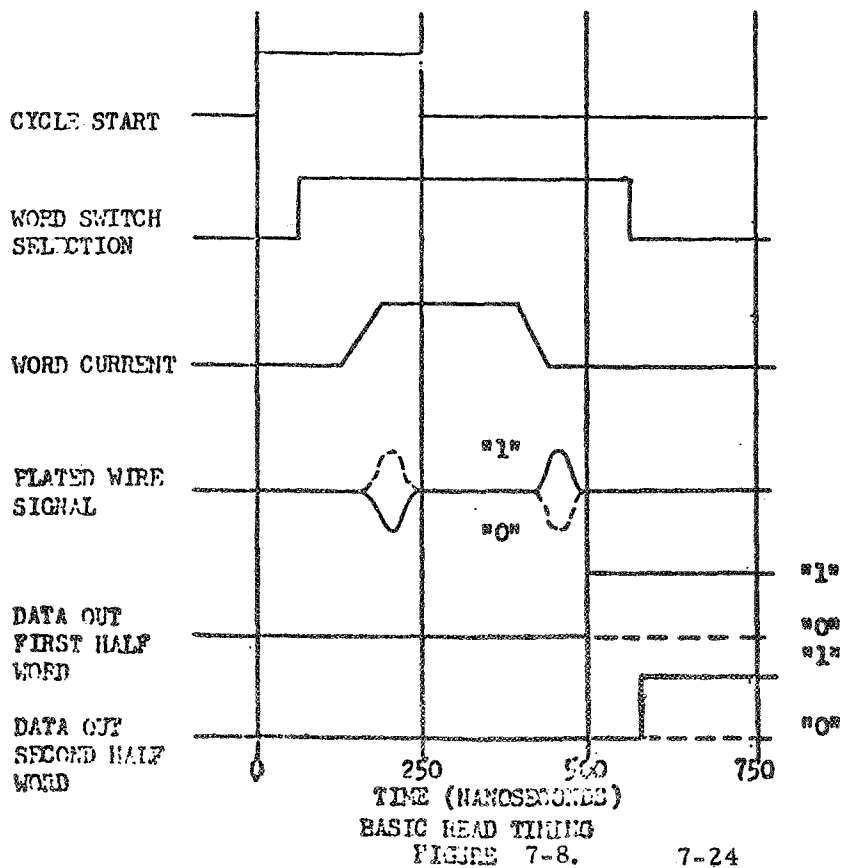 CYCLE START
WORD SWITCH
SELECTION
WORD CURRENT
PLATED WIRE
SIGNAL
"1"
"0"
DATA OUT
FIRST HALF
WORD
"1"
"0"
"1"
DATA OUT
SECOND HALF
WORD
"0"
0 250 500 750
TIME (NANOSECONDS)
BASIC READ TIMING
FIGURE 7-8. 7-24